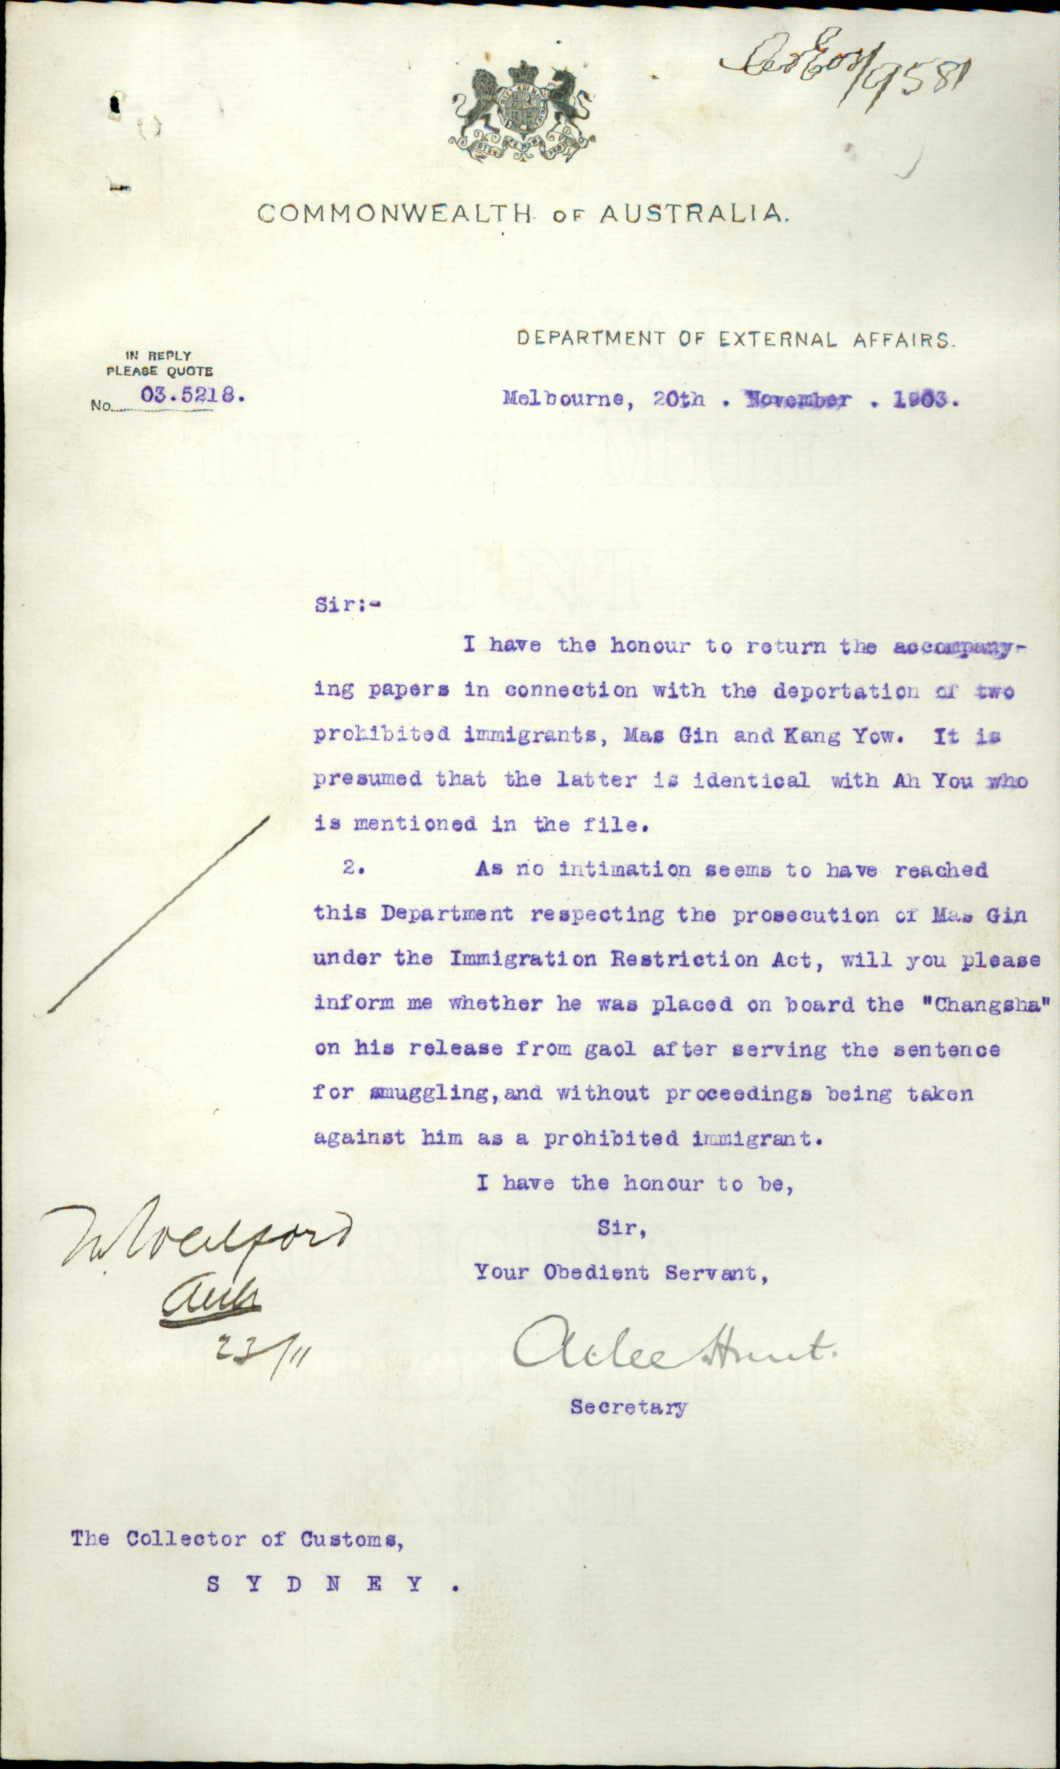 COMMONWEALTH OF AUSTRALIA.
DEPARTMENT OF EXTERNAL AFFAIRS.
IN REPLY
PLEASE QUOTE
No. 03.5218.
Melbourne, 20th . November . 1903.
Sir:-
I have the honour to return the accompany-
ing papers in connection with the deportation of two
prohibited immigrants, Mas Gin and Kang Yow. It is
presumed that the latter is identical with Ah You who
is mentioned in the file.
2. As no intimation seems to have reached
this Department respecting the prosecution of Mas Gin
under the Immigration Restriction Act, will you please
inform me whether he was placed on board the "Changsha"
on his release from gaol after serving the sentence
for smuggling,and without proceedings being taken
against him as a prohibited immigrant.
I have the honour to be,
Sir,
Your Obedient Servant,
Atlee Hunt.
Secretary
23/11
The Collector of Customs,
S Y D N E Y .